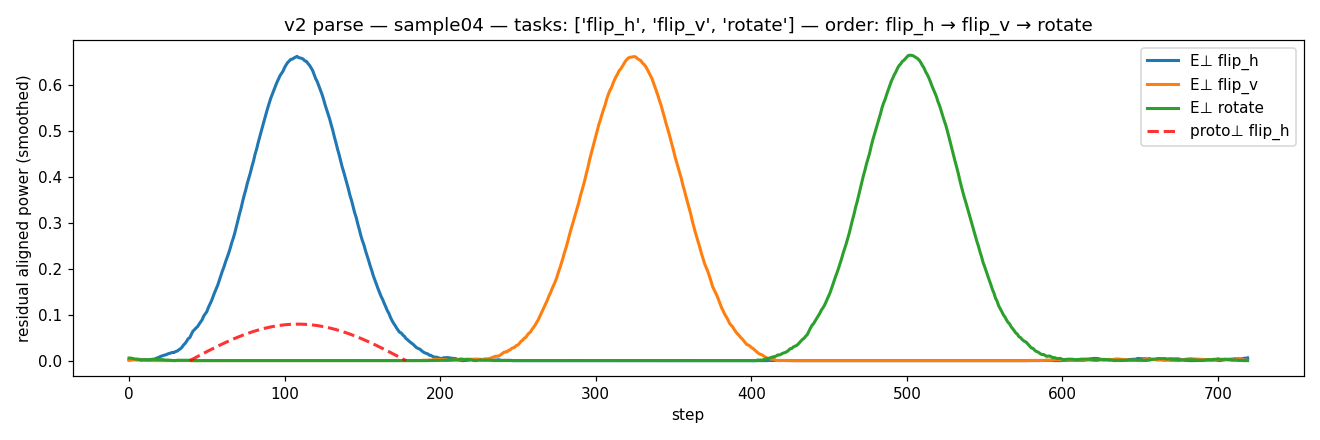 v2 parse — sample04 — tasks: ['flip_h', 'flip_v', 'rotate'] — order: flip_h → flip_v → rotate
residual aligned power (smoothed)
0.6
0.5
0.4
0.3
0.2
0.1
0.0
E⊥ flip_h
E⊥ flip_v
E⊥ rotate
proto⊥ flip_h
0 100 200 300 400 500 600 700
step